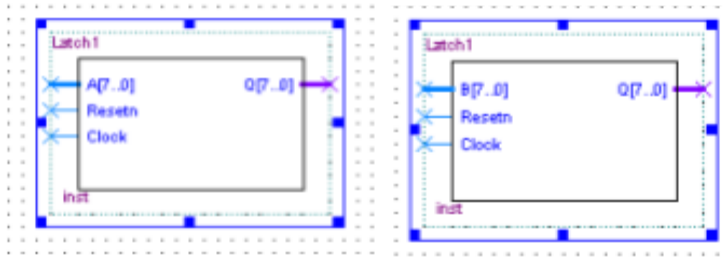 Latch1
A[7..0] Q[7..0]
Resetn
Clock
inst
Latch1
B[7..0] Q[7..0]
Resetn
Clock
inst